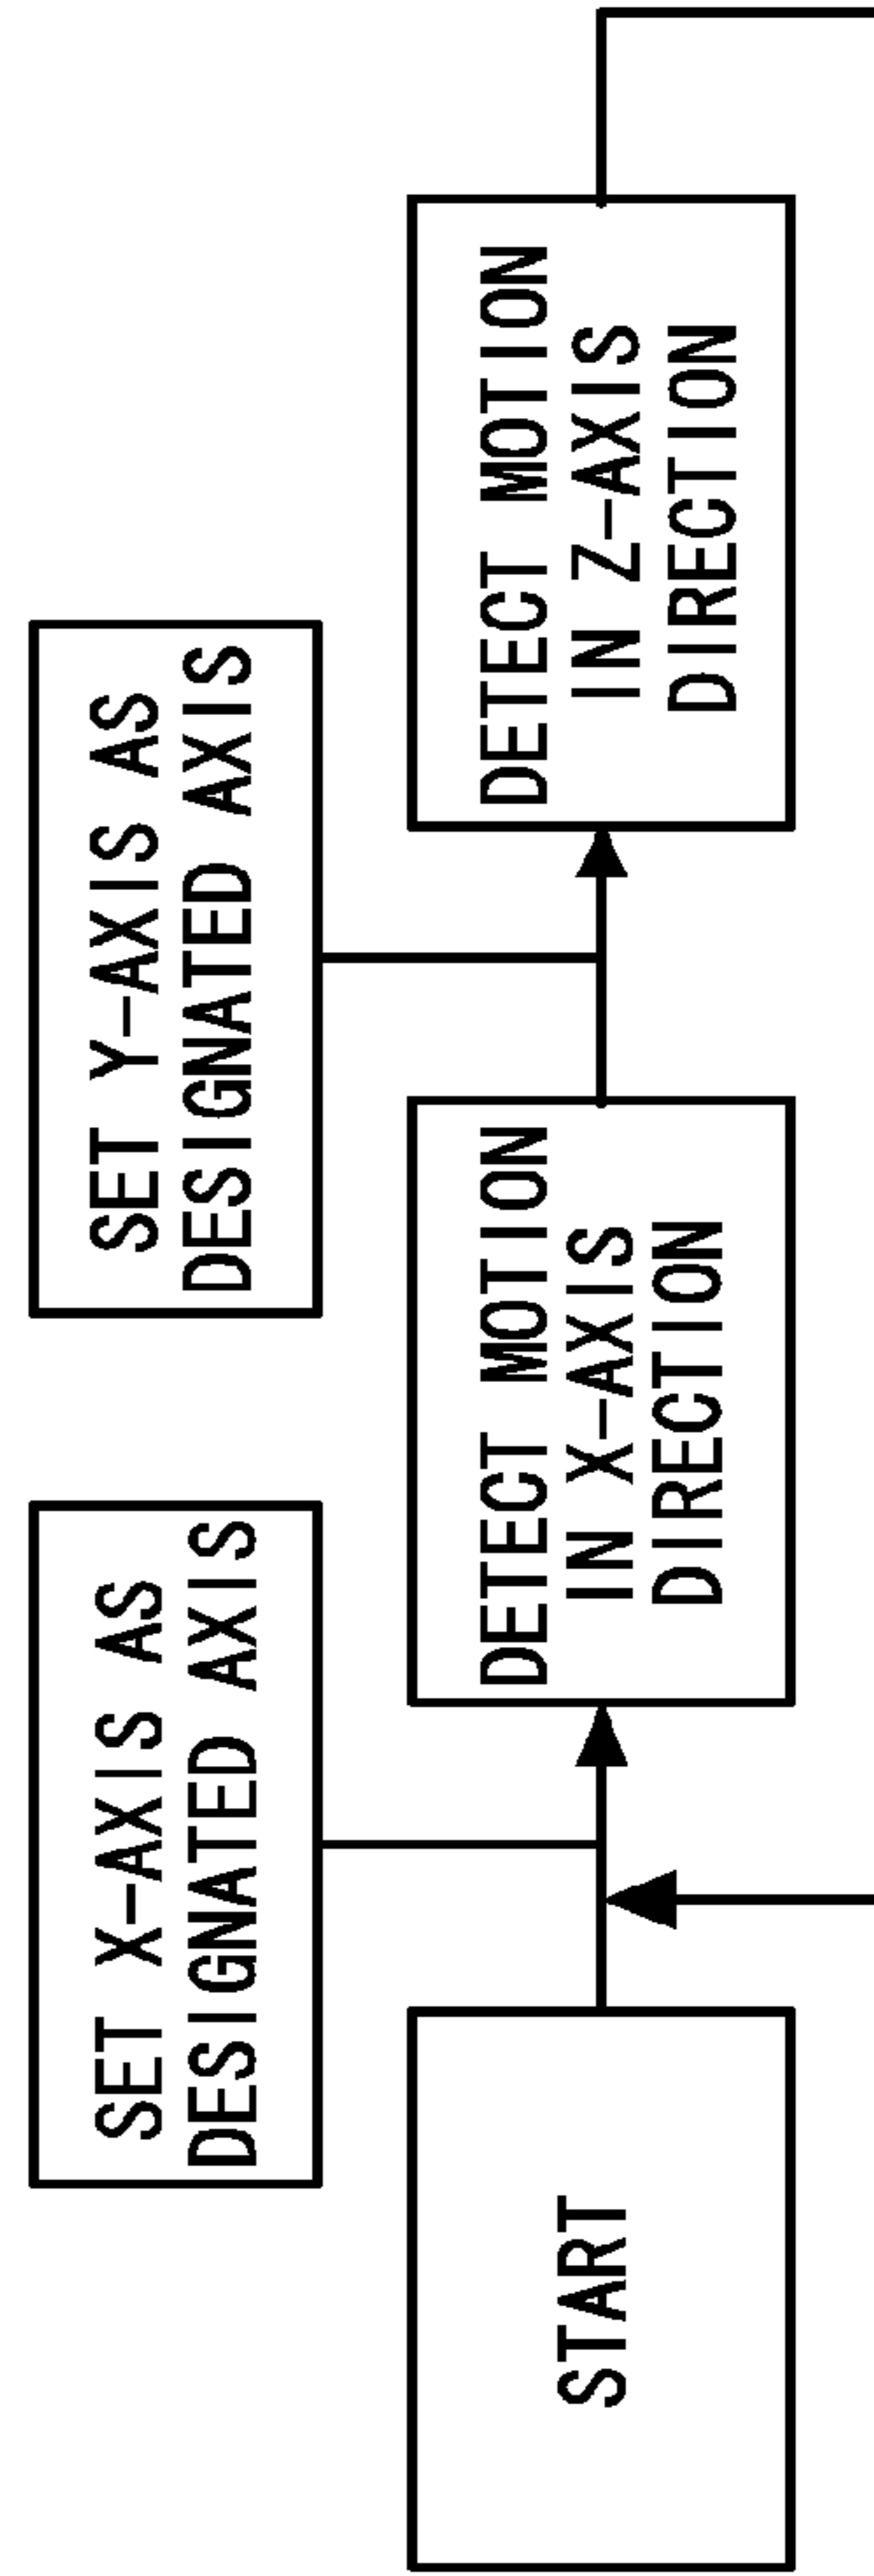 SET X-AXIS AS
DESIGNATED AXIS
SET Y-AXIS AS
DESIGNATED AXIS
START
DETECT MOTION
IN X-AXIS
DIRECTION
DETECT MOTION
IN Z-AXIS
DIRECTION